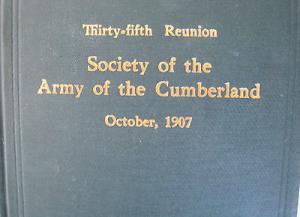 Thirty-fifth Reunion
Society of the
Army of the Cumberland
October, 1907